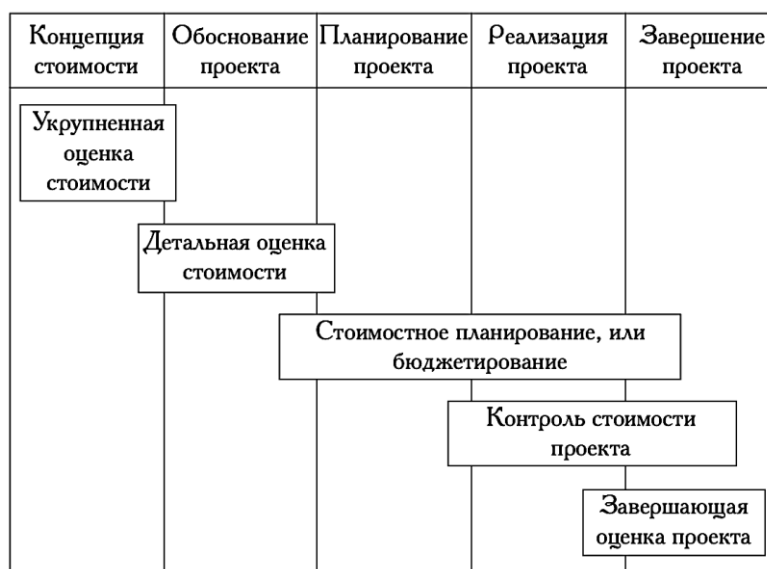 Концепция
стоимости
Обоснование
проекта
Планирование
проекта
Реализация
проекта
Завершение
проекта
Укрупненная
оценка
стоимости
Детальная оценка
стоимости
Стоимостное планирование, или
бюджетирование
Контроль стоимости
проекта
Завершающая
оценка проекта